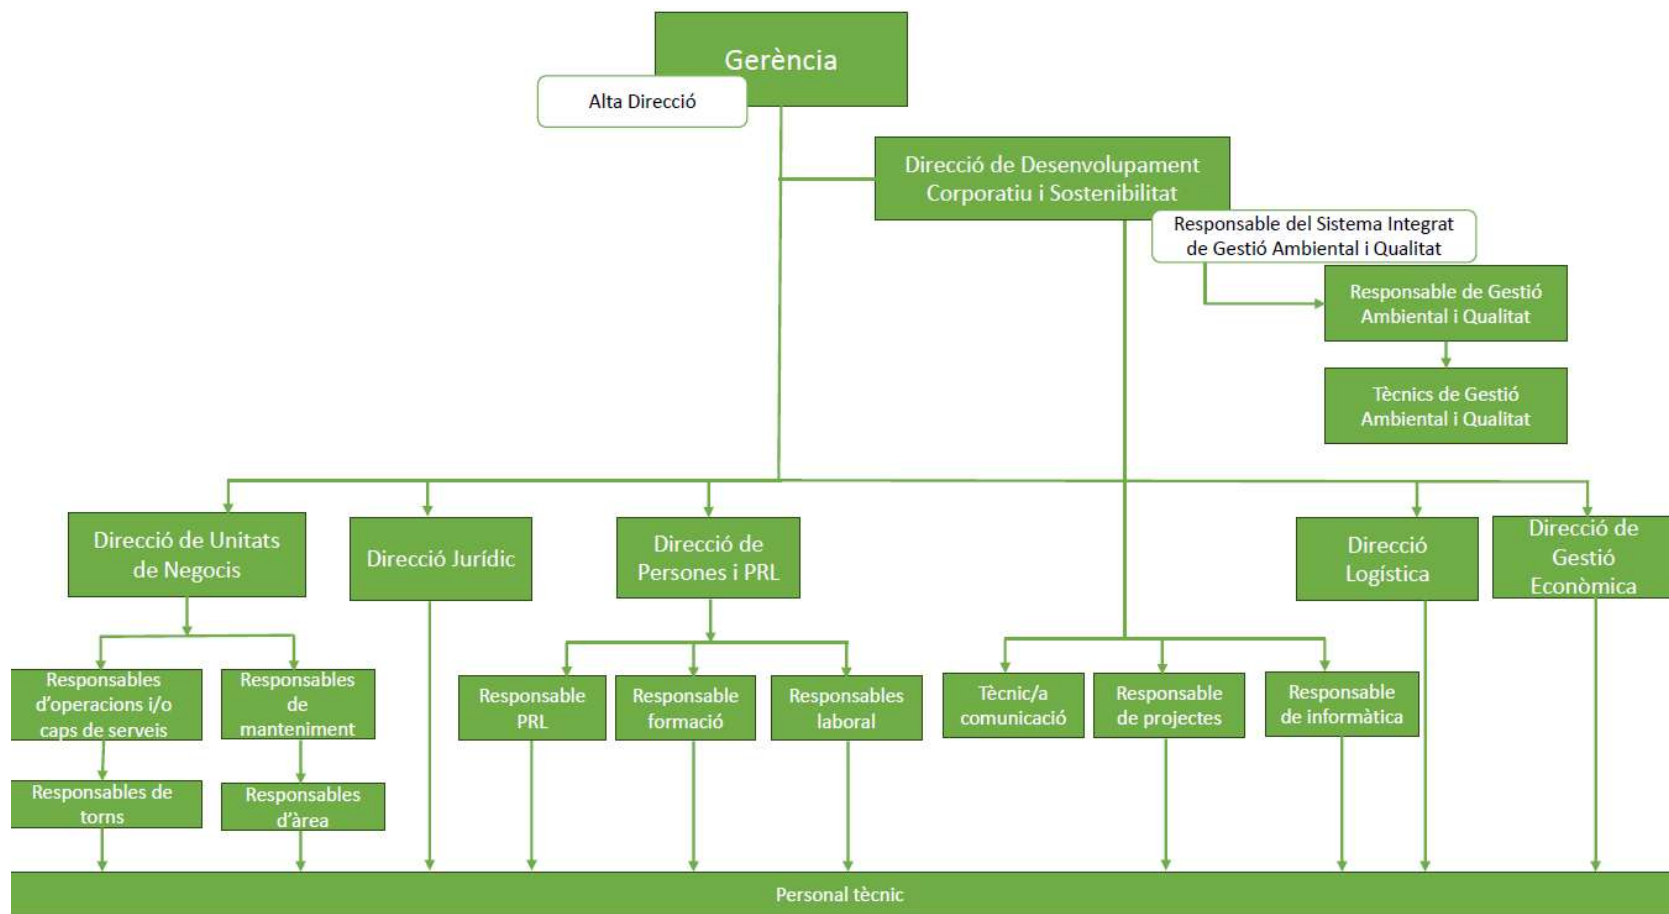 Gerència
Alta Direcció
Direcció de Desenvolupament
Corporatiu i Sostenibilitat
Responsable del Sistema Integrat
de Gestió Ambiental i Qualitat
Responsable de Gestió
Ambiental i Qualitat
Tècnics de Gestió
Ambiental i Qualitat
Direcció de Unitats
de Negocis
Direcció Jurídic
Direcció de
Persones i PRL
Direcció
Logística
Direcció de
Gestió
Econòmica
Responsables
d'operacions i/o
caps de serveis
Responsables
de
manteniment
Responsable
PRL
Responsable
formació
Responsables
laboral
Tècnic/a
comunicació
Responsable
de projectes
Responsable
de informàtica
Responsables de
torns
Responsables
d'àrea
Personal tècnic